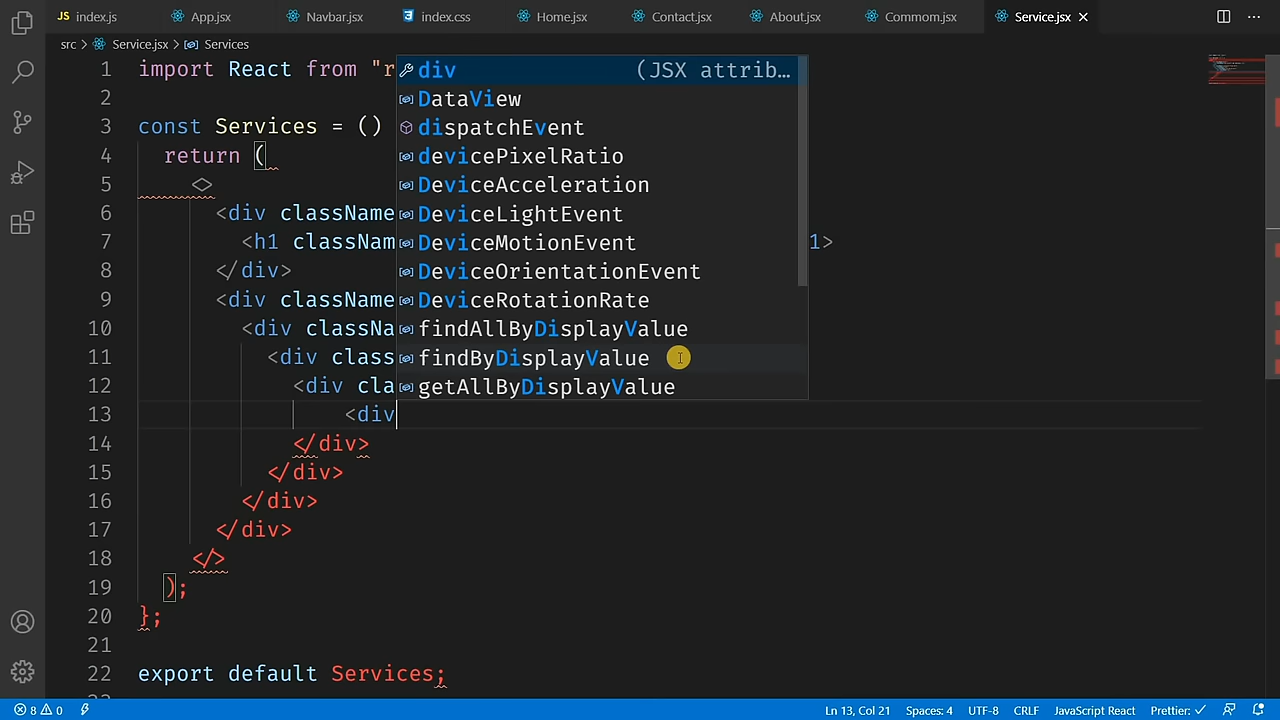 JS index.js App.jsx Navbar.jsx index.css Home.jsx Contact.jsx About.jsx Commom.jsx Service.jsx
src > Service.jsx > Services
1 import React from "r
2
3 const Services = ()
4 return (
5 <>
6 <div className
7 <h1 classNam 1>
8 </div>
9 <div className
10 <div classNa
11 <div class
12 <div cla
13 <div
14 </div>
15 </div>
16 </div>
17 </div>
18 </>
19 );
20 };
21
22 export default Services;
div (JSX attrib…
DataView
dispatchEvent
devicePixelRatio
DeviceAcceleration
DeviceLightEvent
DeviceMotionEvent
DeviceOrientationEvent
DeviceRotationRate
findAllByDisplayValue
findByDisplayValue
getAllByDisplayValue
8 0 Ln 13, Col 21 Spaces: 4 UTF-8 CRLF JavaScript React Prettier: ✓